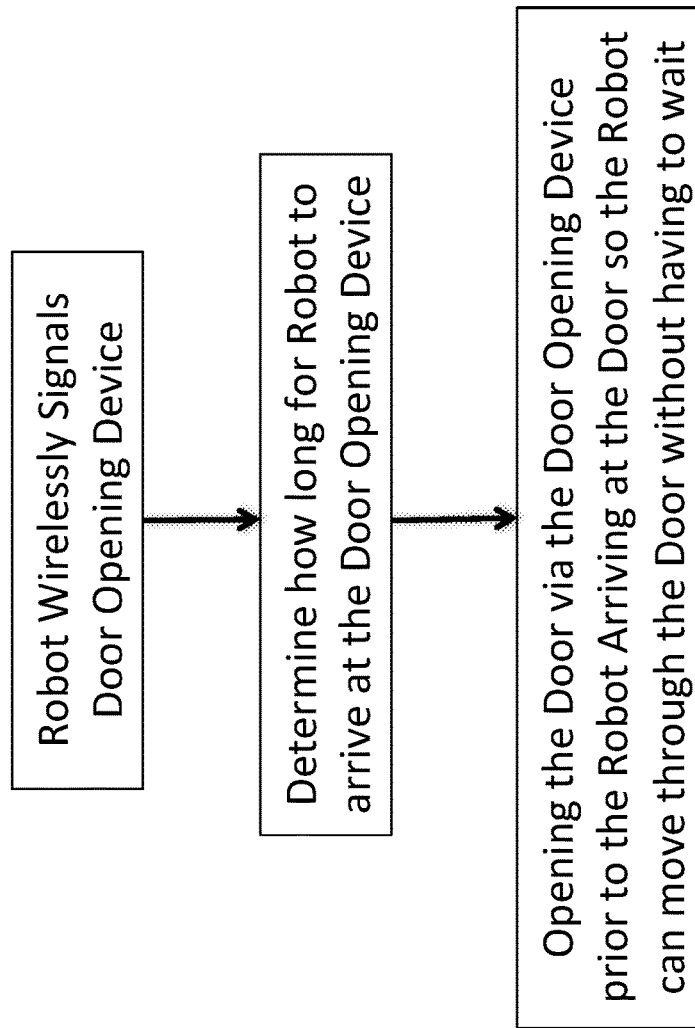 Robot Wirelessly Signals
Door Opening Device
Determine how long for Robot to
arrive at the Door Opening Device
Opening the Door via the Door Opening Device
prior to the Robot Arriving at the Door so the Robot
can move through the Door without having to wait